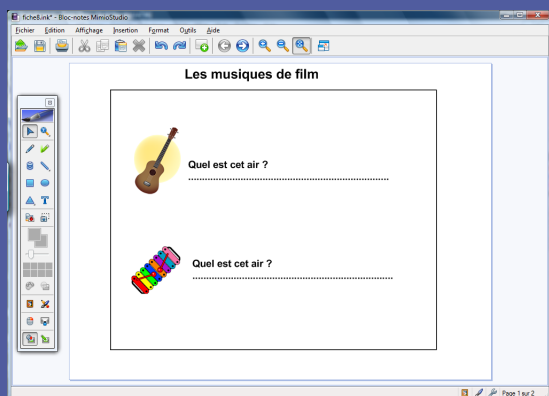 fiche8.ink* - Bloc-notes MimioStudio
Fichier Edition Affichage Insertion Format Outils Aide
Les musiques de film
Quel est cet air ?
................................................................
Quel est cet air ?
................................................................
Page 1 sur 2